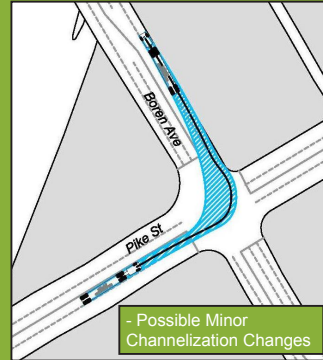 Boren Ave
Pike St
- Possible Minor
Channelization Changes